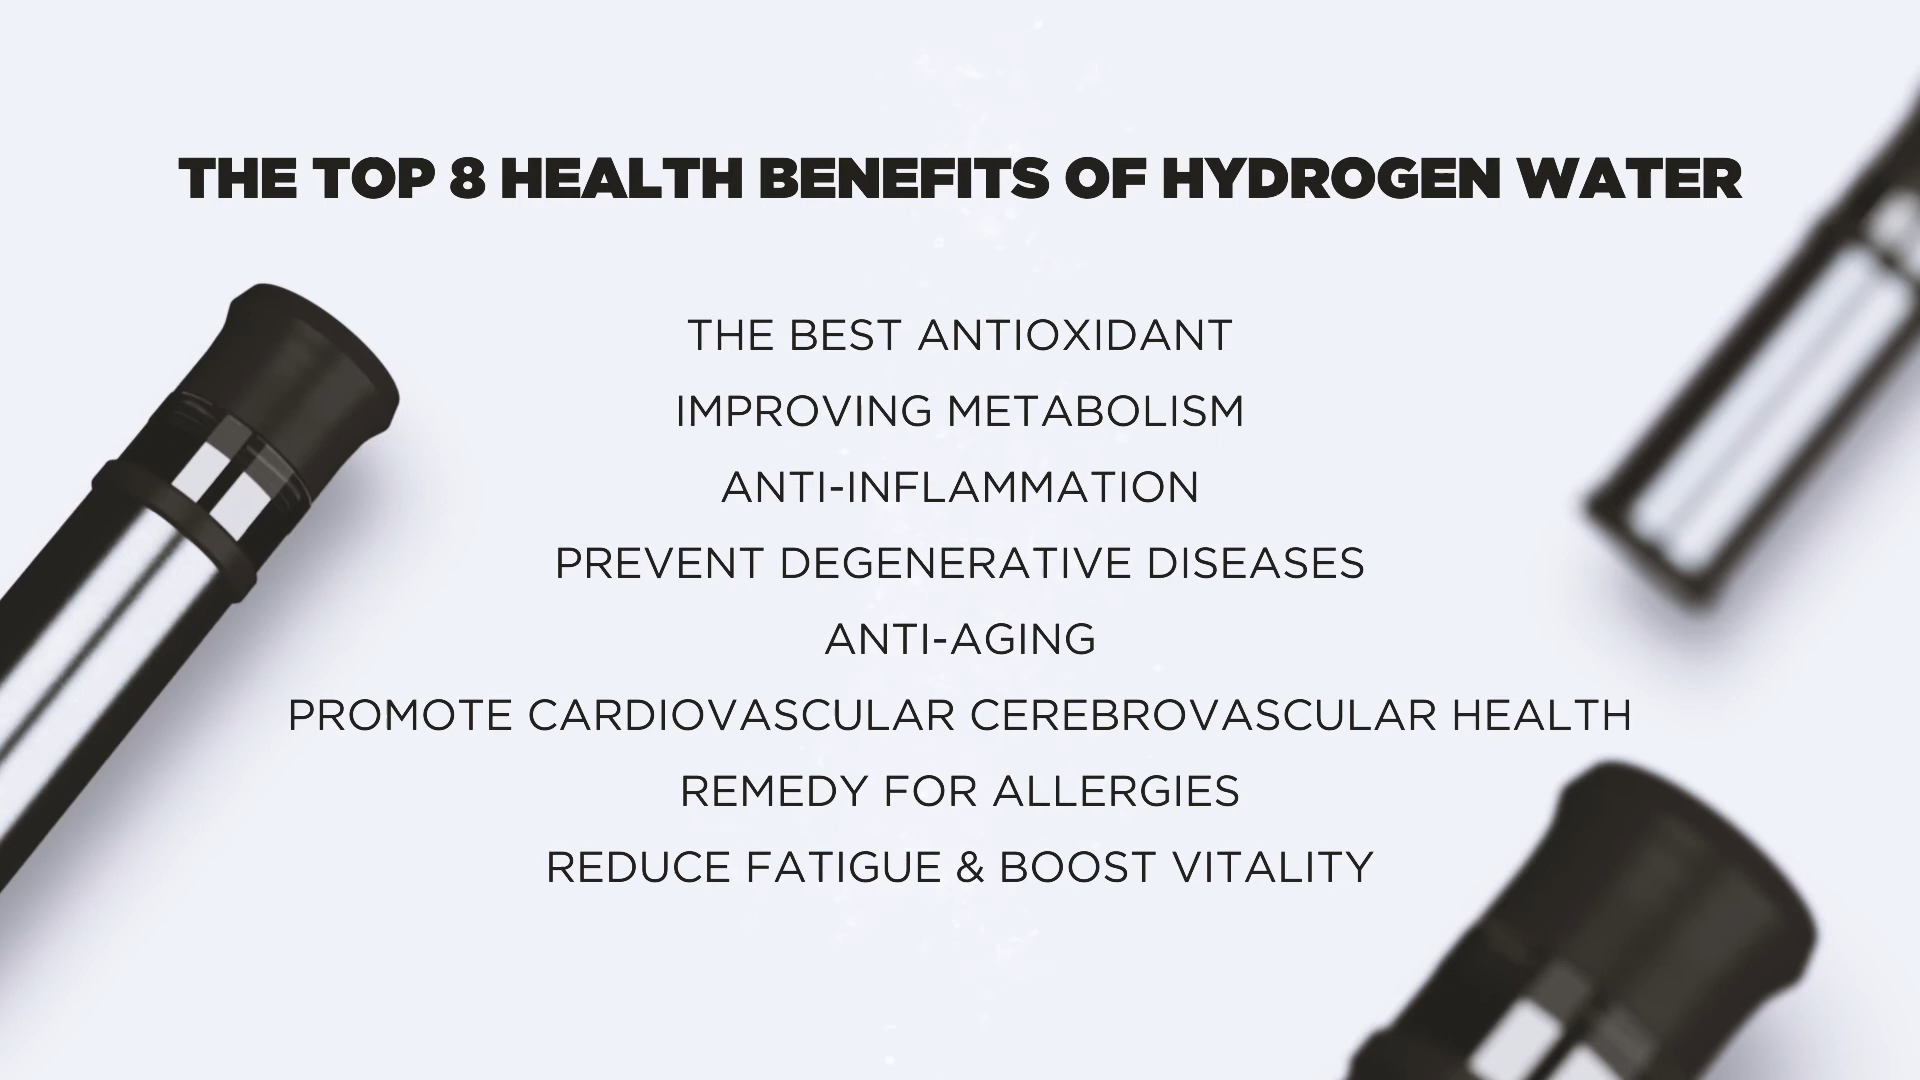 THE TOP 8 HEALTH BENEFITS OF HYDROGEN WATER
THE BEST ANTIOXIDANT
IMPROVING METABOLISM
ANTI-INFLAMMATION
PREVENT DEGENERATIVE DISEASES
ANTI-AGING
PROMOTE CARDIOVASCULAR CEREBROVASCULAR HEALTH
REMEDY FOR ALLERGIES
REDUCE FATIGUE & BOOST VITALITY